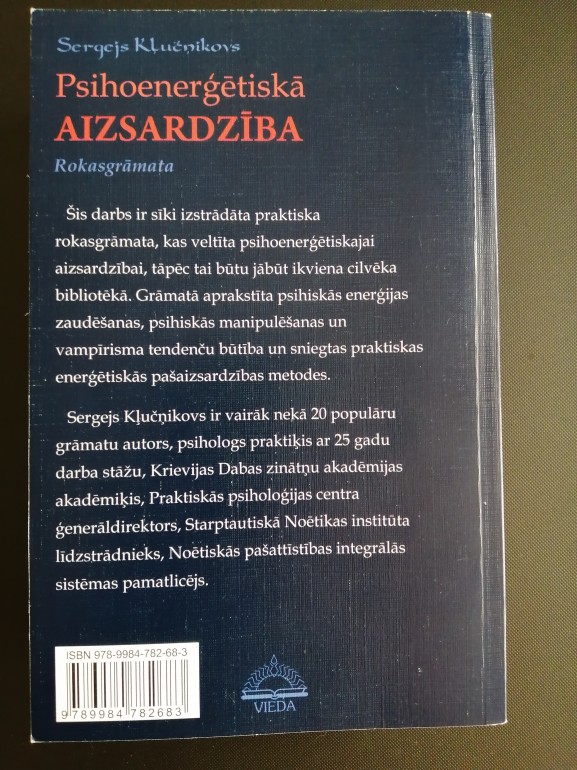 Sergejs Kļučņikovs
Psihoenerģētiskā
AIZSARDZĪBA
Rokasgrāmata
Šis darbs ir sīki izstrādāta praktiska
rokasgrāmata, kas veltīta psihoenerģētiskajai
aizsardzībai, tāpēc tai būtu jābūt ikviena cilvēka
bibliotēkā. Grāmatā aprakstīta psihiskās enerģijas
zaudēšanas, psihiskās manipulēšanas un
vampīrisma tendenču būtība un sniegtas praktiskas
enerģētiskās pašaizsardzības metodes.
Sergejs Kļučņikovs ir vairāk nekā 20 populāru
grāmatu autors, psihologs praktiķis ar 25 gadu
darba stāžu, Krievijas Dabas zinātņu akadēmijas
akadēmiķis, Praktiskās psiholoģijas centra
ģenerāldirektors, Starptautiskā Noētikas institūta
līdzstrādnieks, Noētiskās pašattīstības integrālās
sistēmas pamatlicējs.
ISBN 978-9984-782-68-3
9 789984 782683
VIEDA